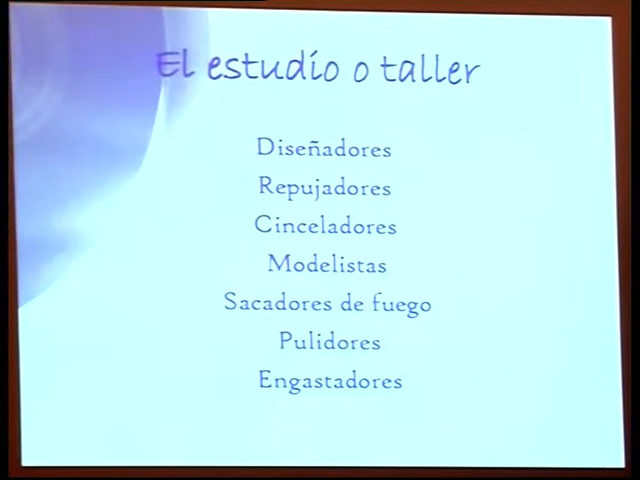 El estudio o taller
Diseñadores
Repujadores
Cinceladores
Modelistas
Sacadores de fuego
Pulidores
Engastadores